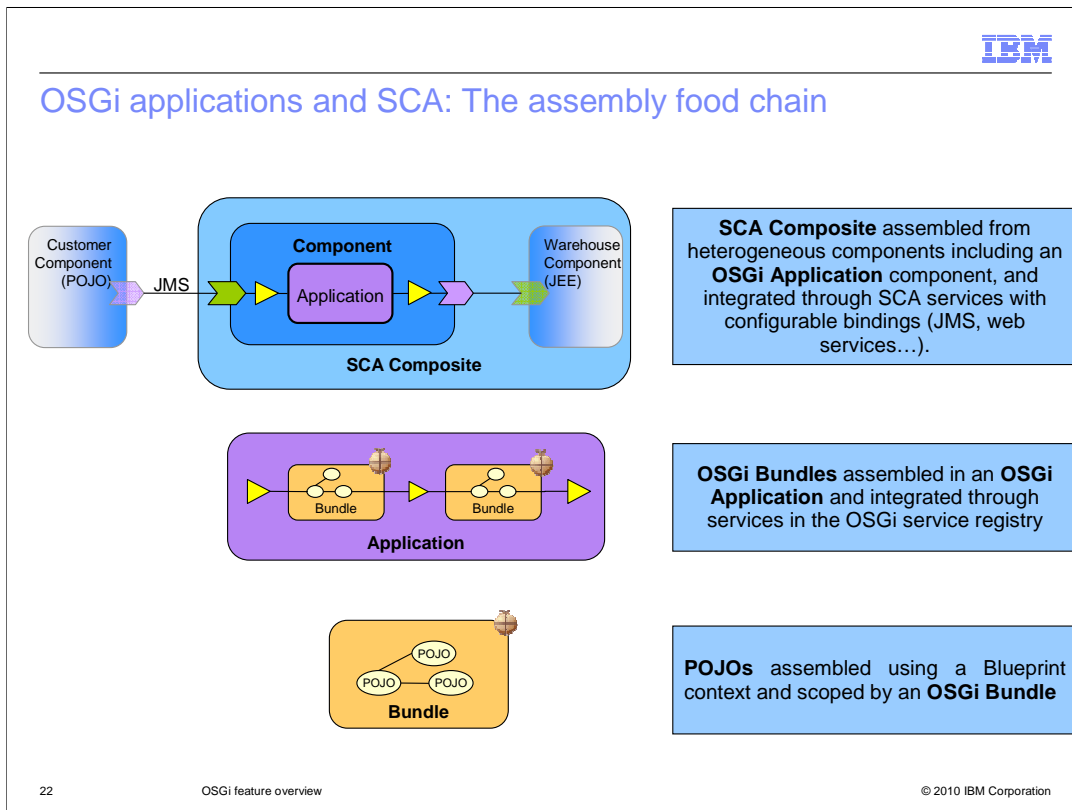 IBM
OSGi applications and SCA: The assembly food chain
Customer
Component
(POJO)
JMS
Component
Application
SCA Composite
Warehouse
Component
(JEE)
SCA Composite assembled from
heterogeneous components including an
OSGi Application component, and
integrated through SCA services with
configurable bindings (JMS, web
services…).
Bundle
Bundle
Application
OSGi Bundles assembled in an OSGi
Application and integrated through
services in the OSGi service registry
POJO
POJO
POJO
Bundle
POJOs assembled using a Blueprint
context and scoped by an OSGi Bundle
22
OSGi feature overview
© 2010 IBM Corporation